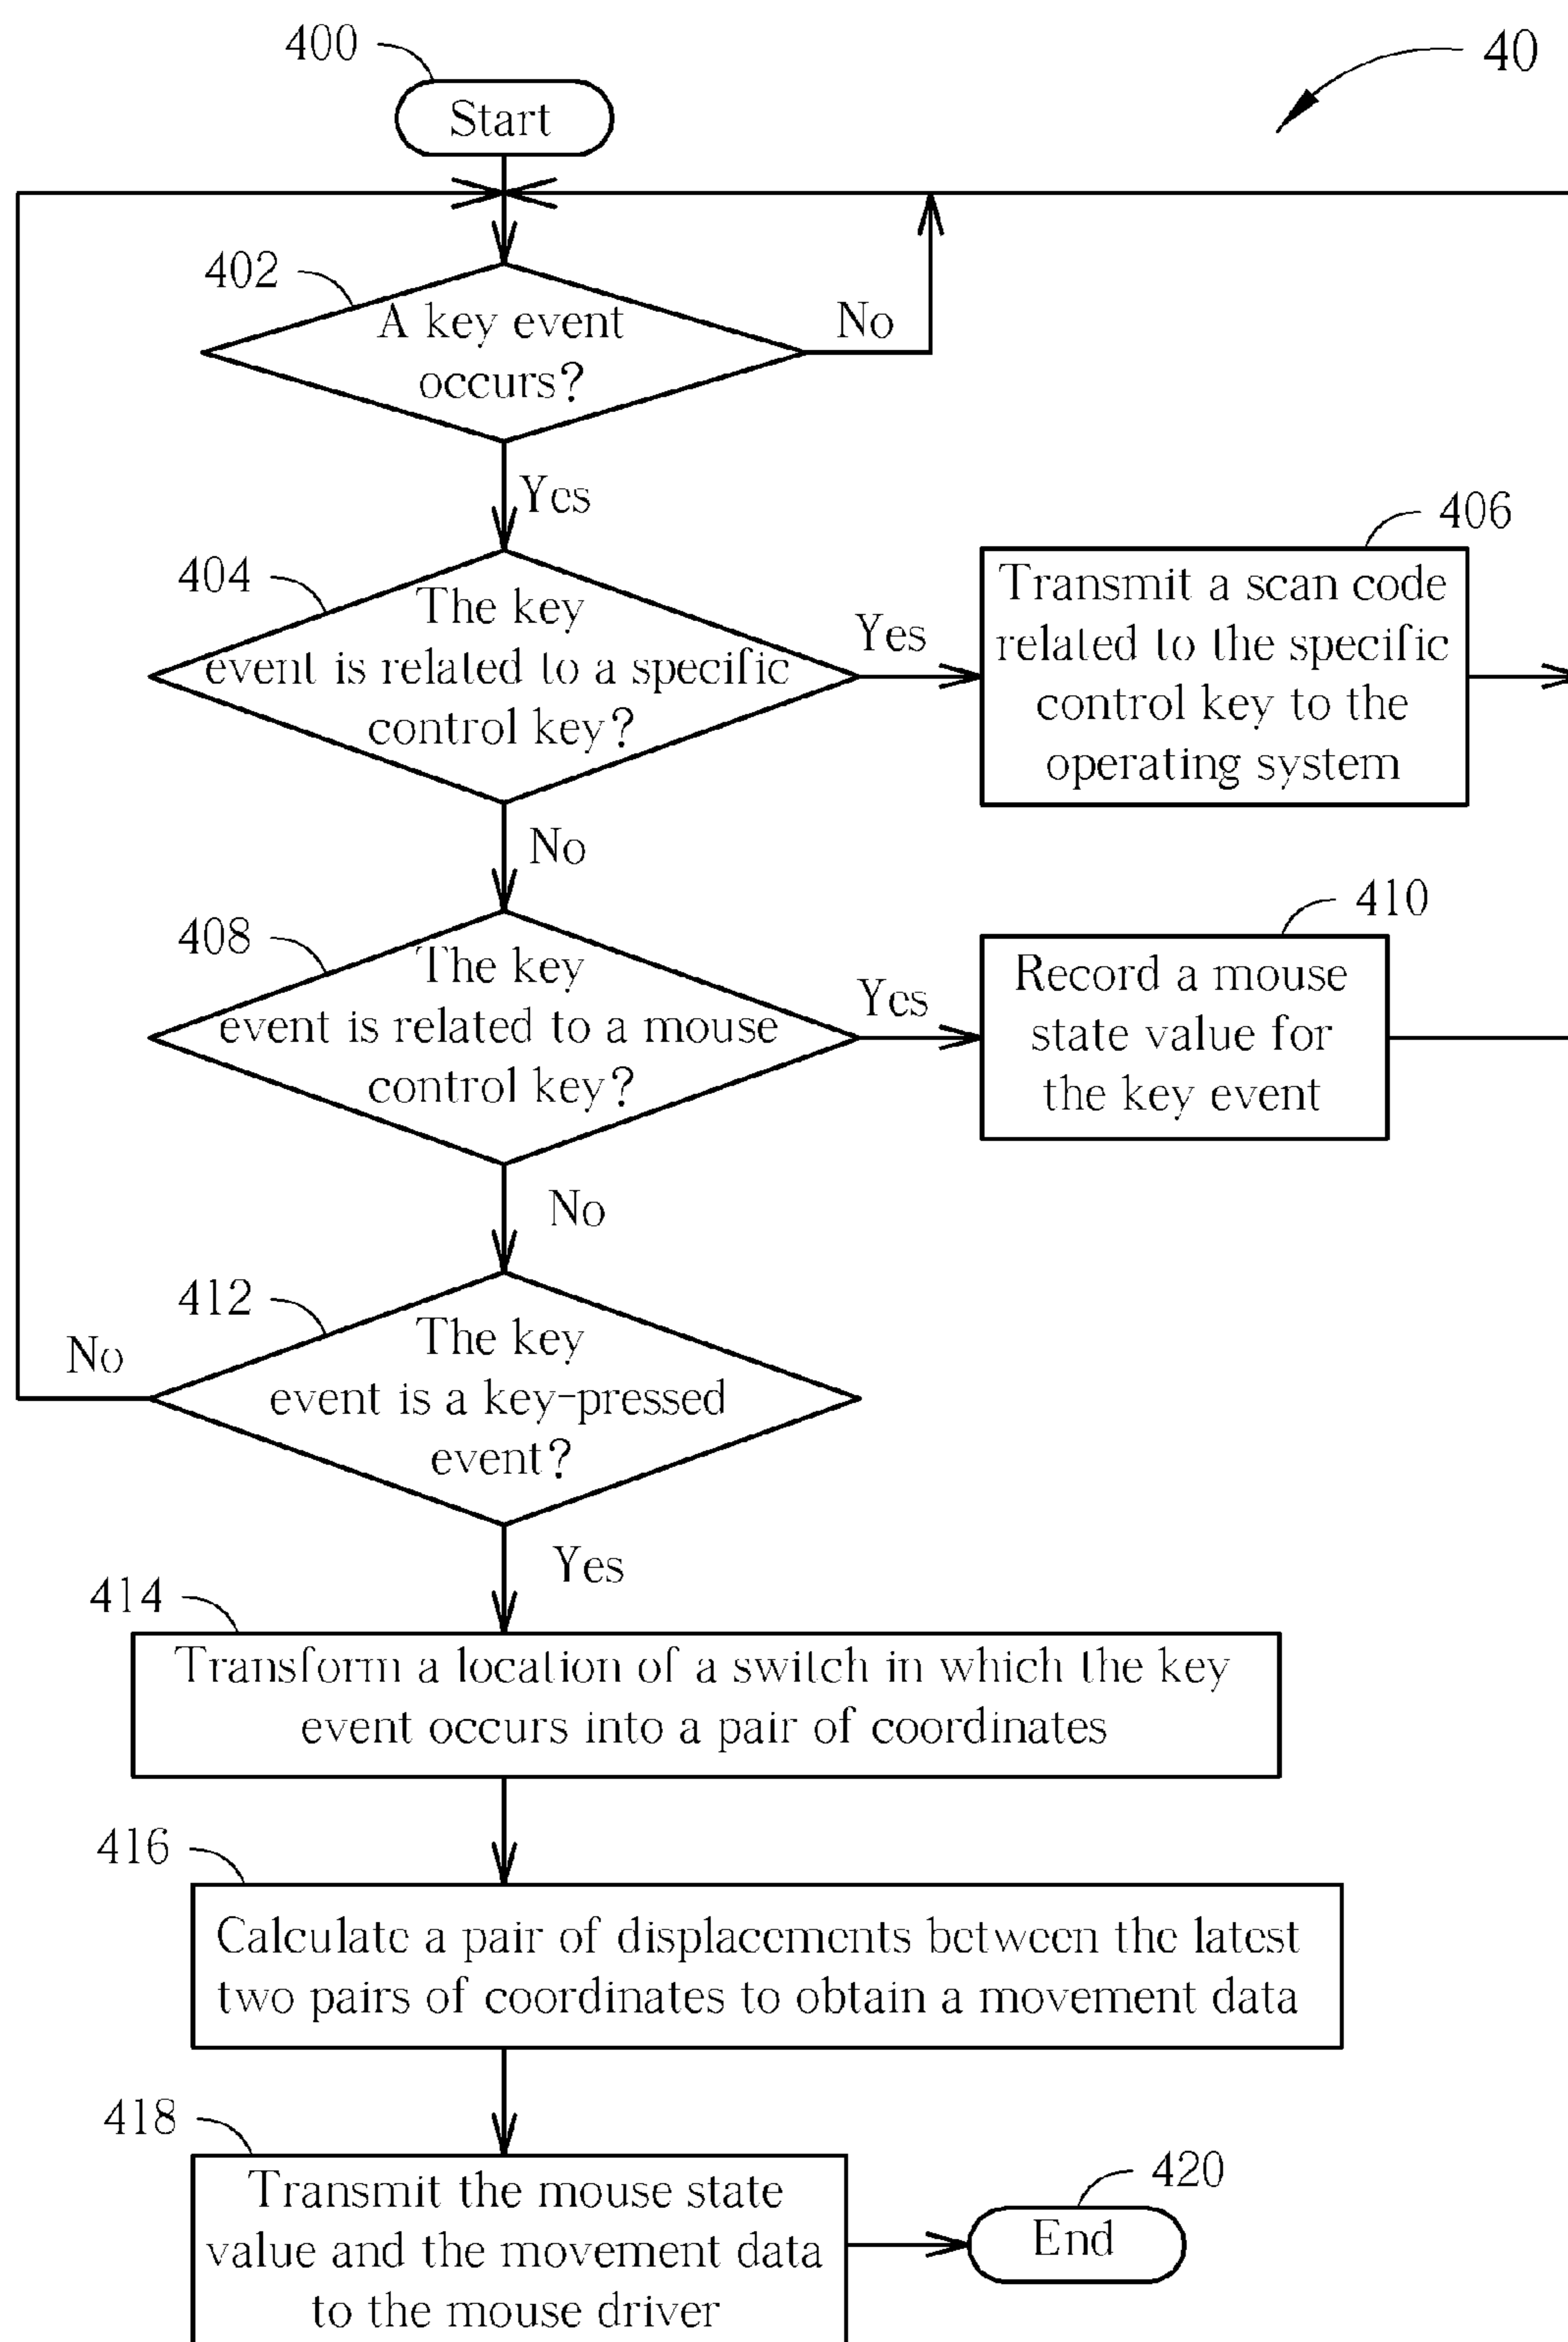 400
40
Start
402
A key event
occurs?
No
Yes
404
The key
event is related to a specific
control key?
Yes
406
Transmit a scan code
related to the specific
control key to the
operating system
No
408
The key
event is related to a mouse
control key?
Yes
410
Record a mouse
state value for
the key event
No
412
The key
event is a key-pressed
event?
No
Yes
414
Transform a location of a switch in which the key
event occurs into a pair of coordinates
416
Calculate a pair of displacements between the latest
two pairs of coordinates to obtain a movement data
418
Transmit the mouse state
value and the movement data
to the mouse driver
420
End